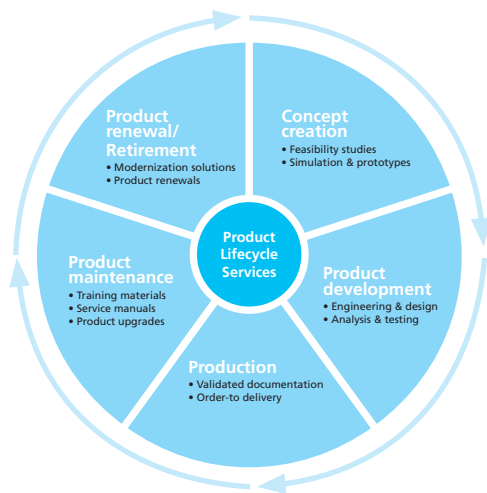 Product
renewal/
Retirement
• Modernization solutions
• Product renewals
Concept
creation
• Feasibility studies
• Simulation & prototypes
Product
Lifecycle
Services
Product
maintenance
• Training materials
• Service manuals
• Product upgrades
Product
development
• Engineering & design
• Analysis & testing
Production
• Validated documentation
• Order-to delivery